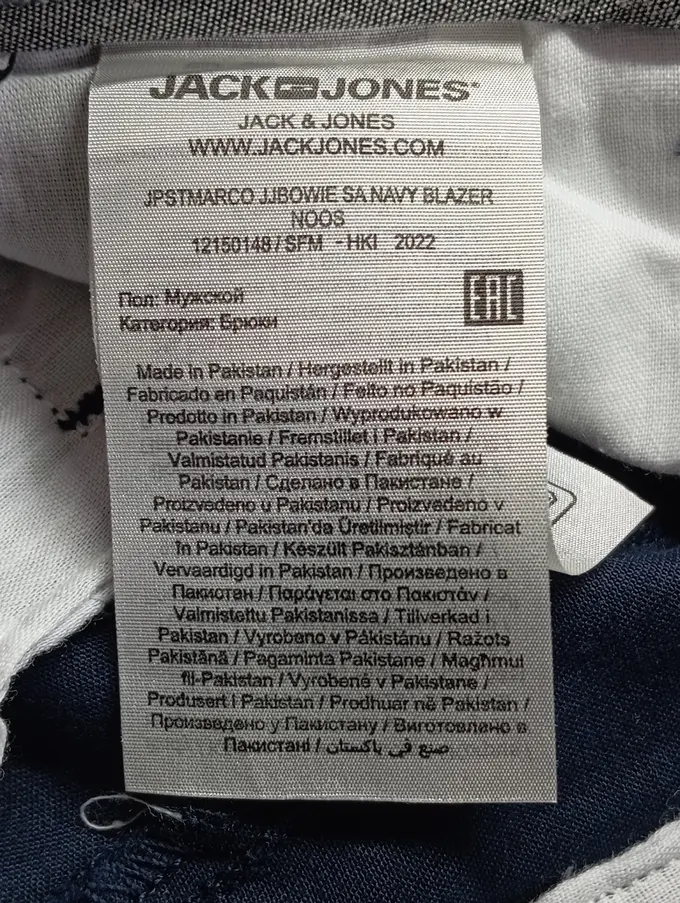 JACK JONES
JACK & JONES
WWW.JACKJONES.COM
JPSTMARCO JJBOWIE SA NAVY BLAZER
NOOS
12150148 / SFM - HKI 2022
Пол: Мужской
EAC
Категория: Брюки
Made in Pakistan / Hergestellt in Pakistan /
Fabricado en Paquistán / Feito no Paquistão /
Prodotto in Pakistan / Wyprodukowano w
Pakistanie / Fremstillet i Pakistan /
Valmistatud Pakistanis / Fabriqué au
Pakistan / Сделано в Пакистане /
Proizvedeno u Pakistanu / Proizvedeno v
Pakistanu / Pakistan'da Üretilmiştir / Fabricat
în Pakistan / Készült Pakisztánban /
Vervaardigd in Pakistan / Произведено в
Пакистан / Παράγεται στο Πακιστάν /
Valmistettu Pakistanissa / Tillverkad i
Pakistan / Vyrobeno v Pákistánu / Ražots
Pakistānā / Pagaminta Pakistane / Magħmul
fil-Pakistan / Vyrobené v Pakistane /
Produsert i Pakistan / Prodhuar në Pakistan /
Произведено у Пакистану / Виготовлено в
Пакистані / صنع في باكستان